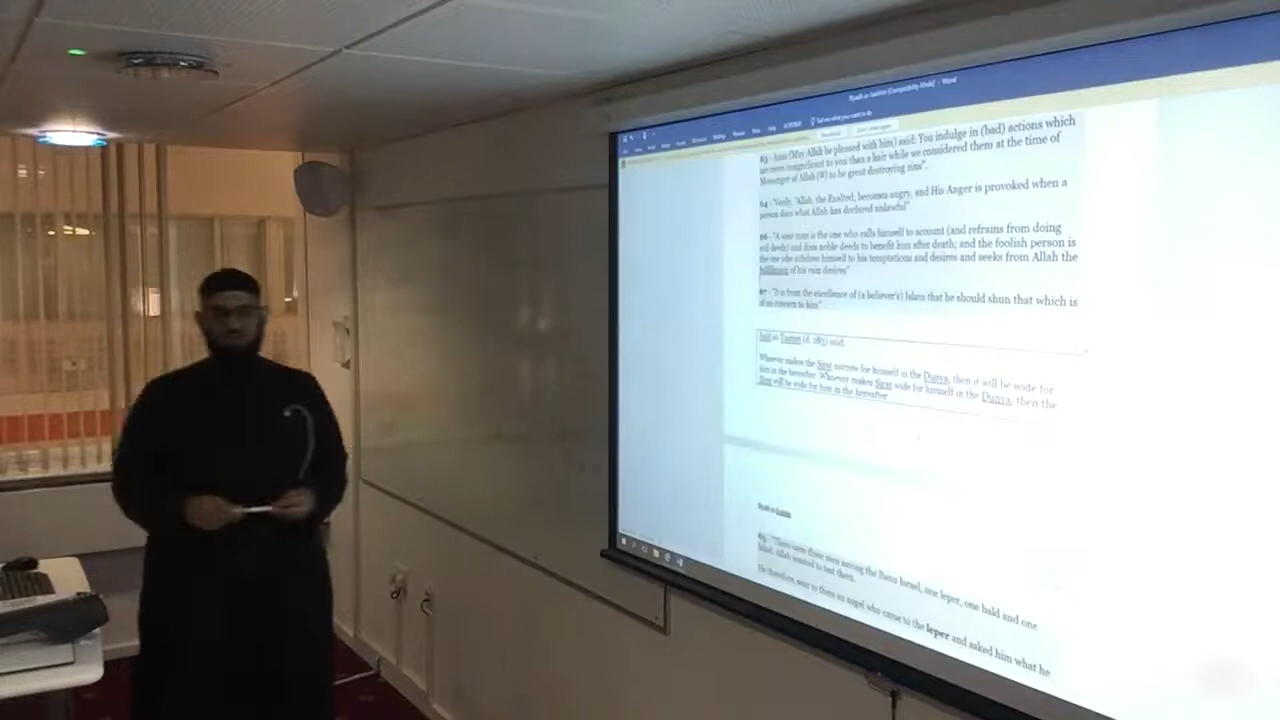 Riyadh as-Saaliheen [Compatibility Mode] - Word
Tell me what you want to do
63 - Anas (May Allah be pleased with him) said: You indulge in (bad) actions which
are more insignificant to you than a hair while we considered them at the time of
Messenger of Allah (ﷺ) to be great destroying sins".
64 - "Verily, 'Allah, the Exalted, becomes angry, and His Anger is provoked when a
person does what Allah has declared unlawful"
66 - "A wise man is the one who calls himself to account (and refrains from doing
evil deeds) and does noble deeds to benefit him after death; and the foolish person is
the one who subdues himself to his temptations and desires and seeks from Allah the
fulfillment of his vain desires"
67 - "It is from the excellence of (a believer's) Islam that he should shun that which is
of no concern to him"
(d. 283) said:
Whoever makes the Sirat narrow for himself in the Dunya, then it will be wide for
him in the hereafter. Whoever makes Sirat wide for himself in the Dunya, then the
Sirat will be wide for him in the hereafter
65 - "There were three men among the Banu Israel, one leper, one bald and one
blind. Allah wanted to test them.
He therefore, sent to them an angel who came to the leper and asked him what he